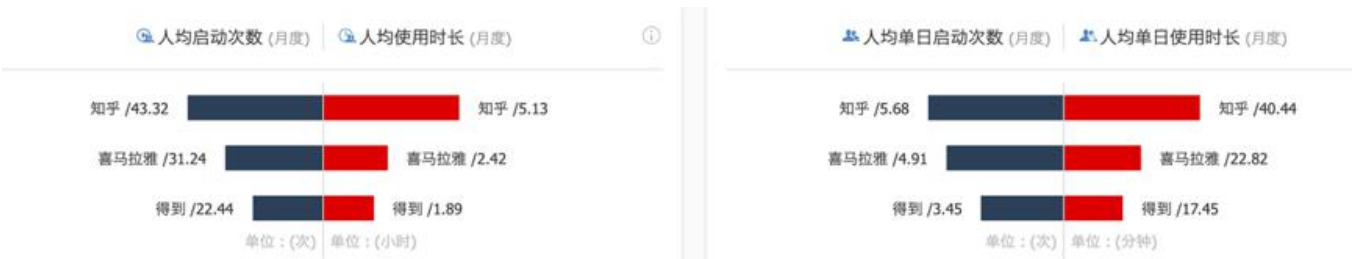 人均启动次数 (月度) 人均使用时长 (月度)
知乎 /43.32 知乎 /5.13
喜马拉雅 /31.24 喜马拉雅 /2.42
得到 /22.44 得到 /1.89
单位：(次) 单位：(小时)
人均单日启动次数 (月度) 人均单日使用时长 (月度)
知乎 /5.68 知乎 /40.44
喜马拉雅 /4.91 喜马拉雅 /22.82
得到 /3.45 得到 /17.45
单位：(次) 单位：(分钟)